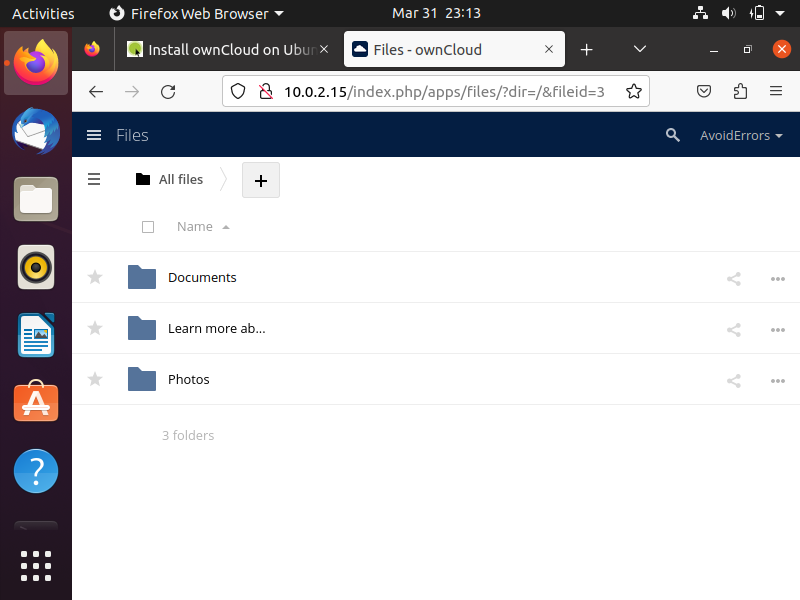 Activities
Firefox Web Browser
Mar 31 23:13
Install ownCloud on Ubun
Files - ownCloud
10.0.2.15/index.php/apps/files/?dir=/&fileid=3
Files
AvoidErrors
All files
Name
Documents
Learn more ab...
Photos
3 folders